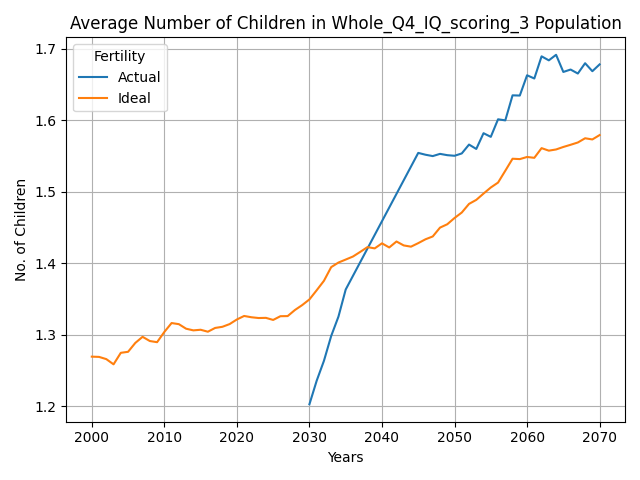 Average Number of Children in Whole_Q4_IQ_scoring_3 Population
Fertility
Actual
Ideal
No. of Children
1.7
1.6
1.5
1.4
1.3
1.2
2000 2010 2020 2030 2040 2050 2060 2070
Years